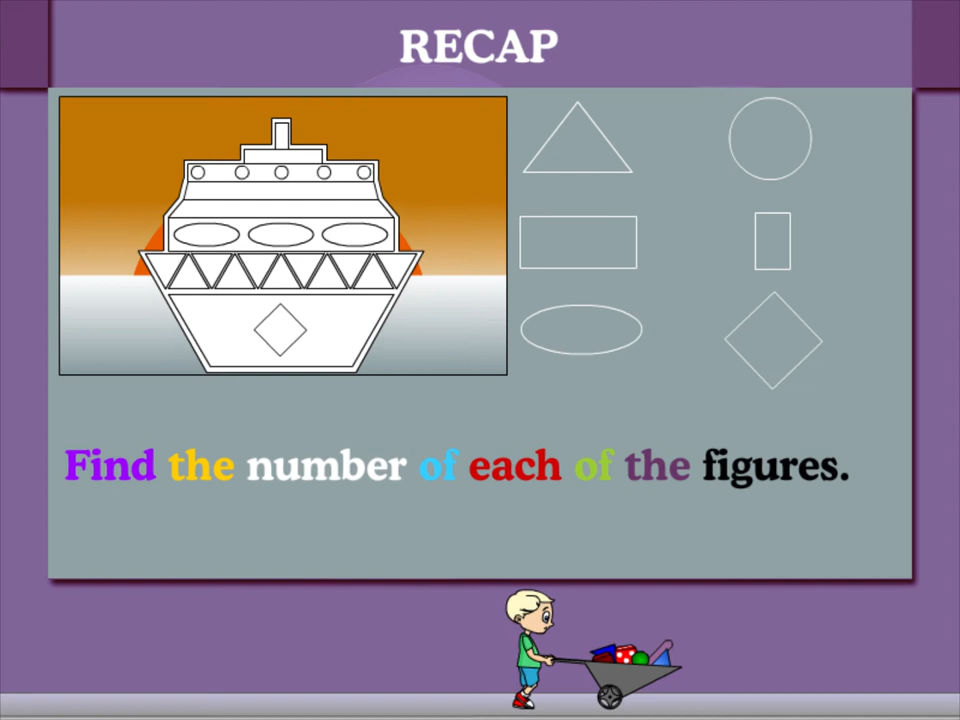 RECAP
Find the number of each of the figures.